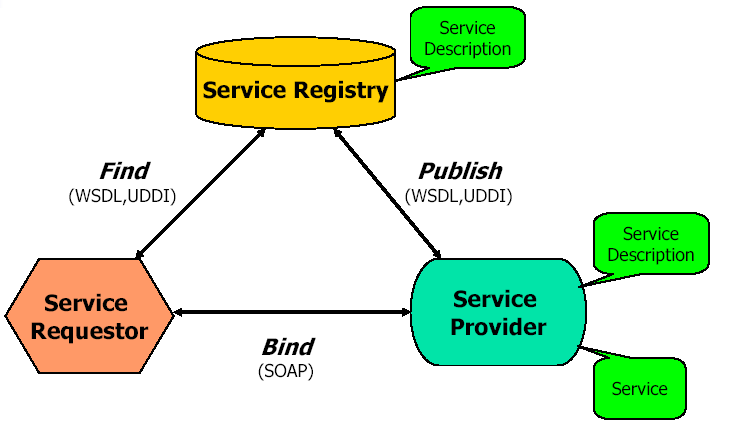 Service
Description
Service Registry
Find
(WSDL,UDDI)
Publish
(WSDL,UDDI)
Service
Description
Service
Requestor
Service
Provider
Bind
(SOAP)
Service